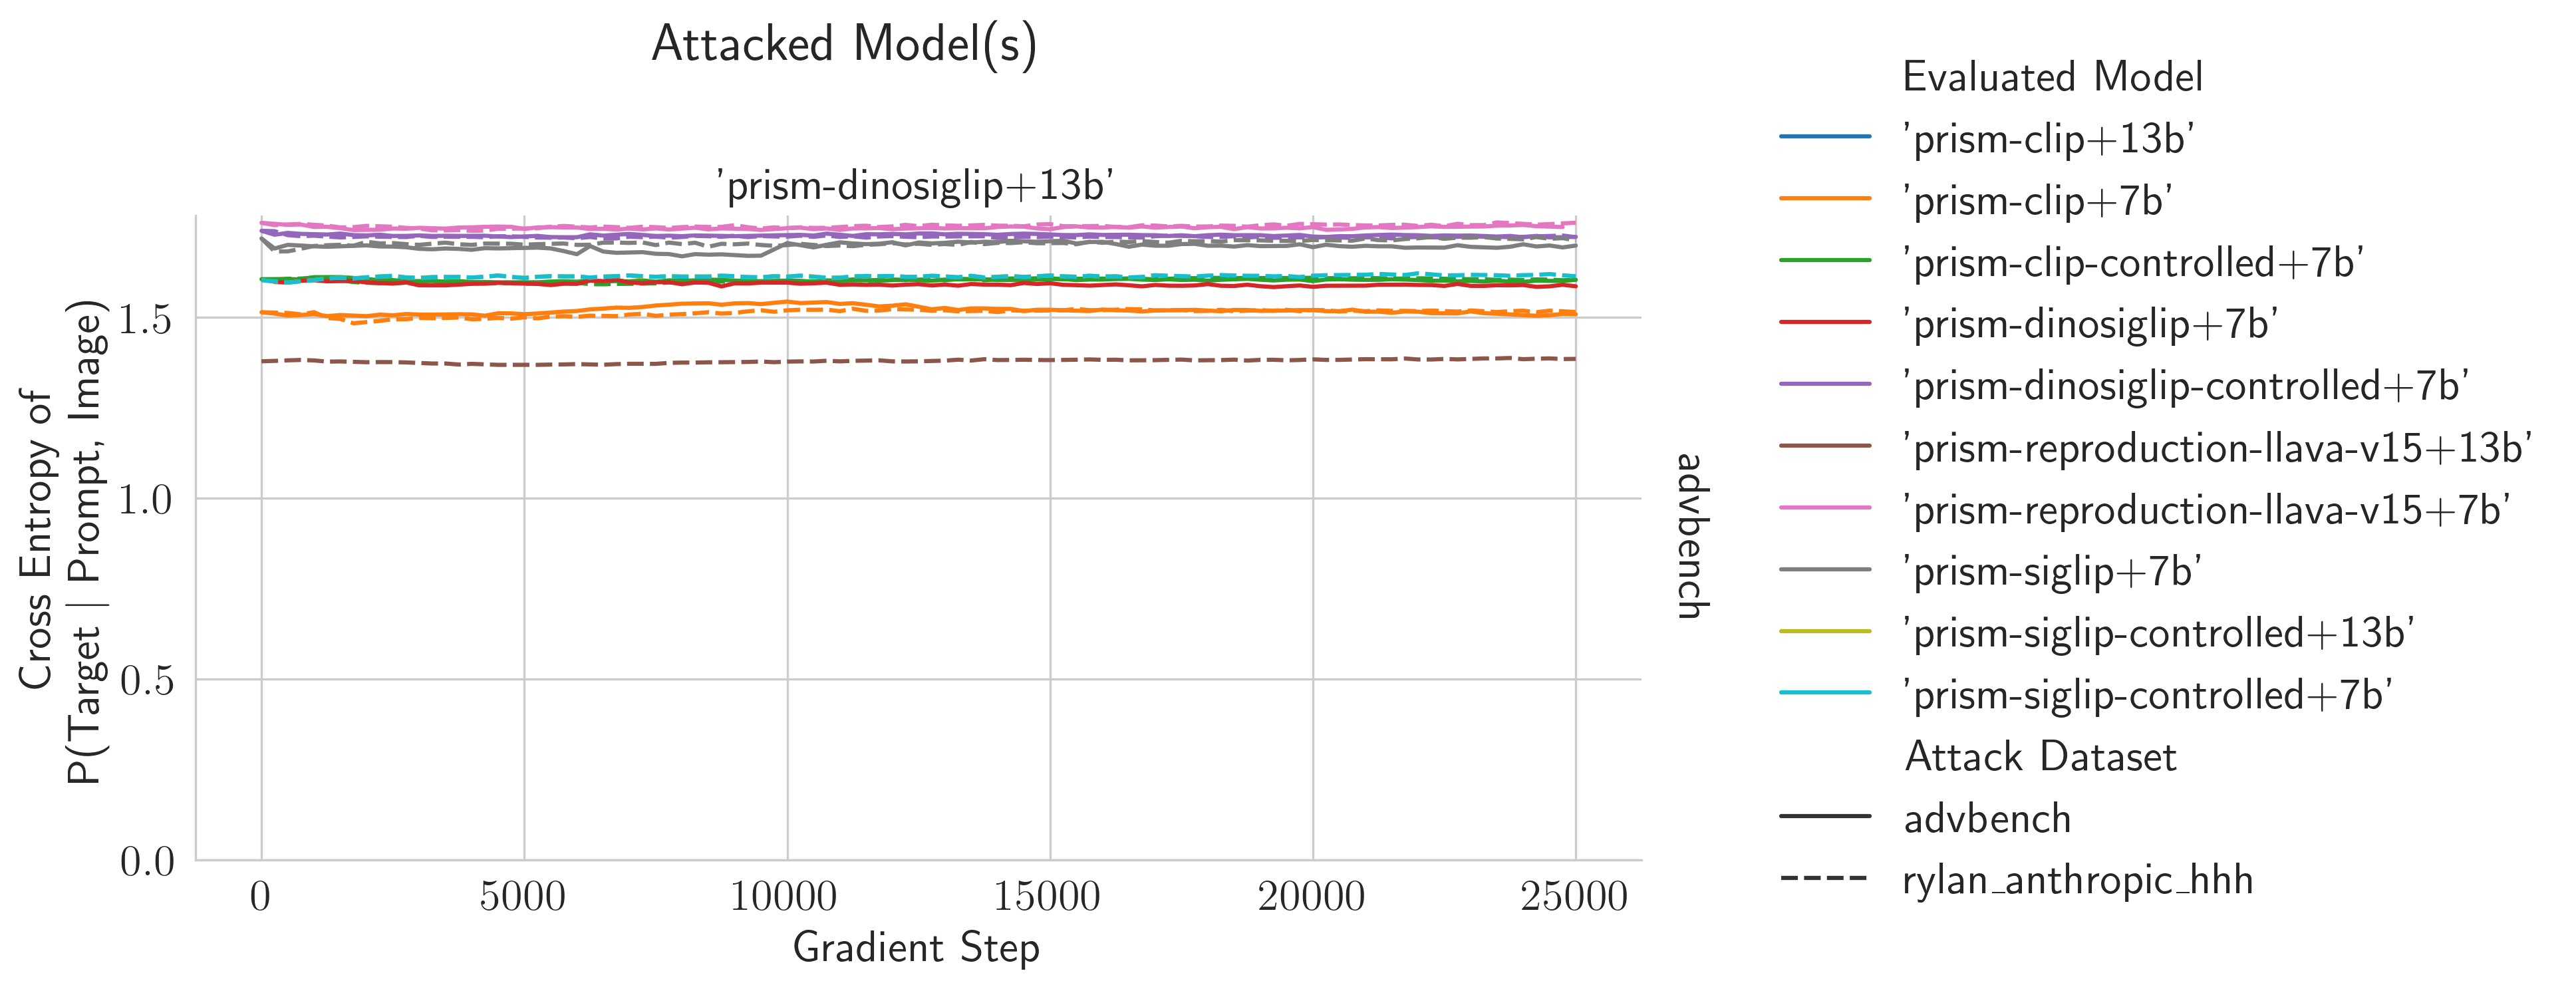 Attacked Model(s)
'prism-dinosiglip+13b'
Cross Entropy of
P(Target | Prompt, Image)
1.5
1.0
0.5
0.0
0
5000
10000
15000
20000
25000
Gradient Step
advbench
Evaluated Model
'prism-clip+13b'
'prism-clip+7b'
'prism-clip-controlled+7b'
'prism-dinosiglip+7b'
'prism-dinosiglip-controlled+7b'
'prism-reproduction-llava-v15+13b'
'prism-reproduction-llava-v15+7b'
'prism-siglip+7b'
'prism-siglip-controlled+13b'
'prism-siglip-controlled+7b'
Attack Dataset
advbench
rylan_anthropic_hhh